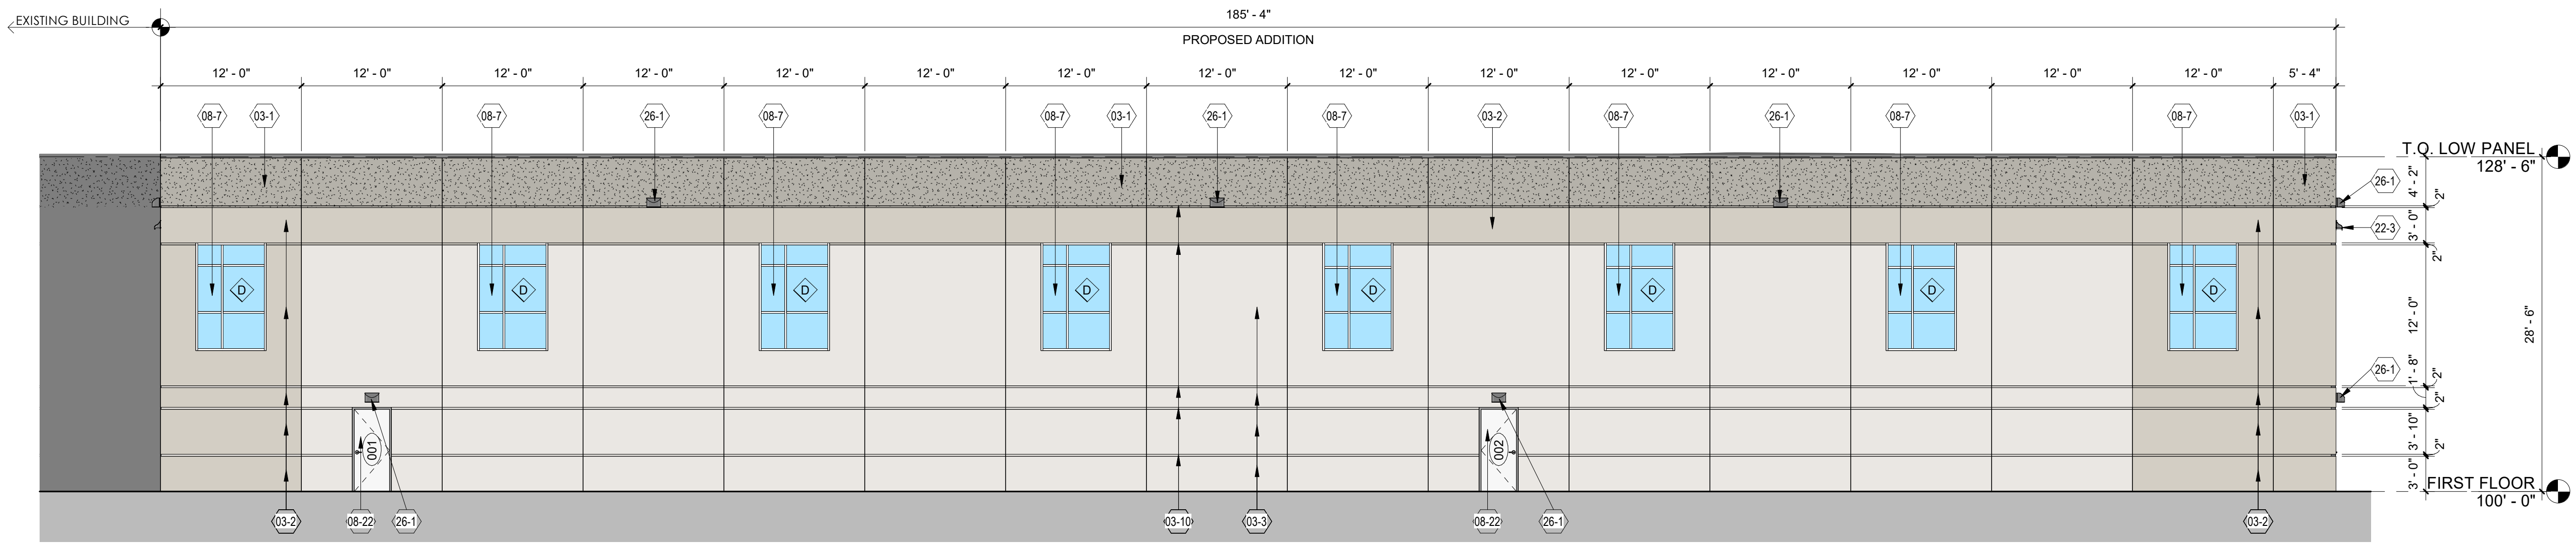 185' - 4"
EXISTING BUILDING
PROPOSED ADDITION
12' - 0" 12' - 0" 12' - 0" 12' - 0" 12' - 0" 12' - 0" 12' - 0" 12' - 0" 12' - 0" 12' - 0" 12' - 0" 12' - 0" 12' - 0" 12' - 0" 12' - 0" 5' - 4"
08-7 03-1 08-7 26-1 08-7 08-7 03-1 26-1 08-7 03-2 08-7 26-1 08-7 08-7 03-1
T.O. LOW PANEL
128' - 6"
26-1
4' - 2"
2"
22-3
3' - 0"
2"
D D D D D D D D
12' - 0"
28' - 6"
26-1
1' - 8"
2"
2"
001 002
3' - 10"
2"
3' - 0"
FIRST FLOOR
100' - 0"
03-2 08-22 26-1 03-10 03-3 08-22 26-1 03-2